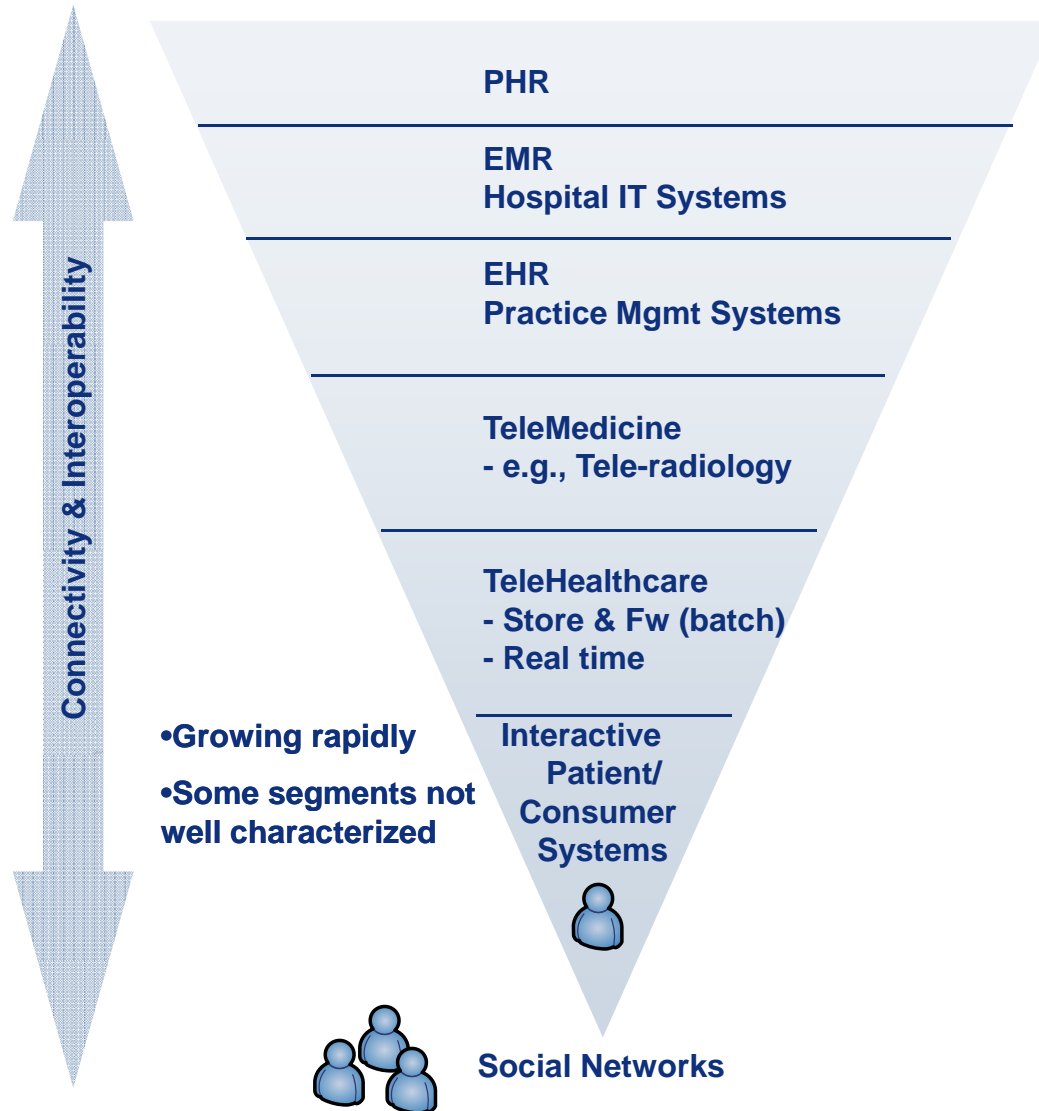 PHR
EMR
Hospital IT Systems
EHR
Practice Mgmt Systems
TeleMedicine
- e.g., Tele-radiology
TeleHealthcare
- Store & Fw (batch)
- Real time
Connectivity & Interoperability
•Growing rapidly
•Some segments not
well characterized
Interactive
Patient/
Consumer
Systems
Social Networks